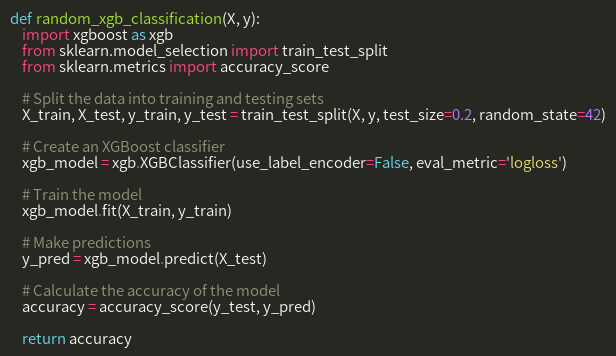 def random_xgb_classification(X, y):
    import xgboost as xgb
    from sklearn.model_selection import train_test_split
    from sklearn.metrics import accuracy_score

    # Split the data into training and testing sets
    X_train, X_test, y_train, y_test = train_test_split(X, y, test_size=0.2, random_state=42)

    # Create an XGBoost classifier
    xgb_model = xgb.XGBClassifier(use_label_encoder=False, eval_metric='logloss')

    # Train the model
    xgb_model.fit(X_train, y_train)

    # Make predictions
    y_pred = xgb_model.predict(X_test)

    # Calculate the accuracy of the model
    accuracy = accuracy_score(y_test, y_pred)

    return accuracy